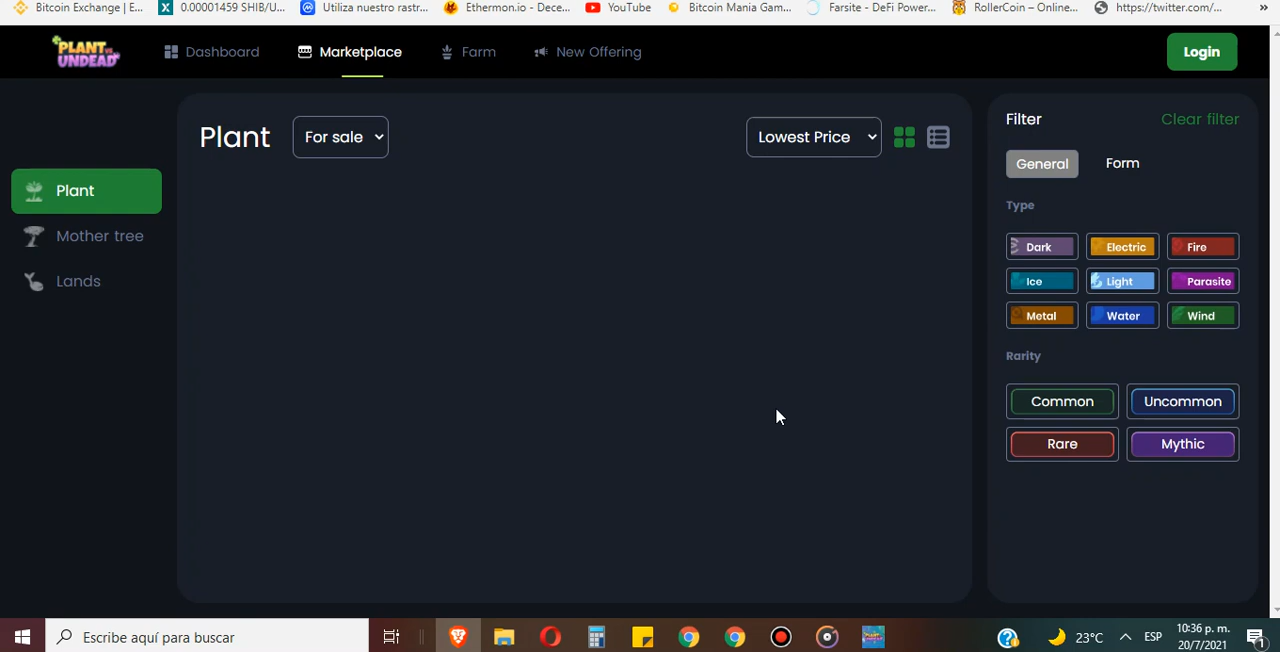 Bitcoin Exchange | E... 0.00001459 SHIB/U... Utiliza nuestro rastr... Ethermon.io - Dece... YouTube Bitcoin Mania Gam... Farsite - DeFi Power... RollerCoin – Online... https://twitter.com/... »
PLANT VS UNDEAD Dashboard Marketplace Farm New Offering Login
Plant For sale Lowest Price
Plant
Mother tree
Lands
Filter Clear filter
General Form
Type
Dark Electric Fire
Ice Light Parasite
Metal Water Wind
Rarity
Common Uncommon
Rare Mythic
Escribe aquí para buscar 23°C ESP 10:36 p. m.
20/7/2021 1